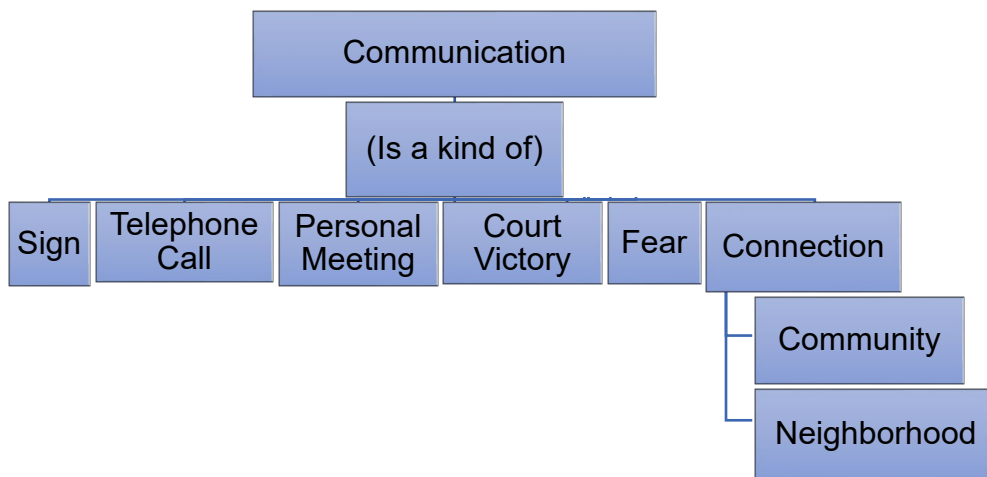 Communication
(Is a kind of)
Sign
Telephone
Call
Personal
Meeting
Court
Victory
Fear
Connection
Community
Neighborhood